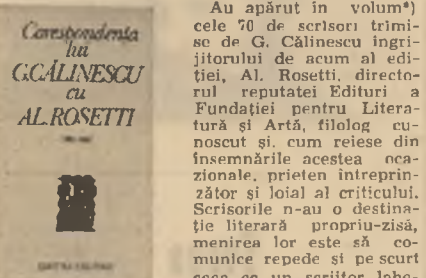 Corespondența
lui
G.CĂLINESCU
cu
AL.ROSETTI
Au apărut în volum*)
cele 70 de scrisori trimi-
se de G. Călinescu îngri-
jitorului de acum al edi-
ției, Al. Rosetti, directo-
rul reputatei Edituri a
Fundației pentru Litera-
tură și Artă, filolog cu-
noscut și, cum reiese din
însemnările acestea oca-
zionale, prieten întreprin-
zător și loial al criticului.
Scrisorile n-au o destina-
ție literară propriu-zisă,
menirea lor este să co-
munice repede și pe scurt